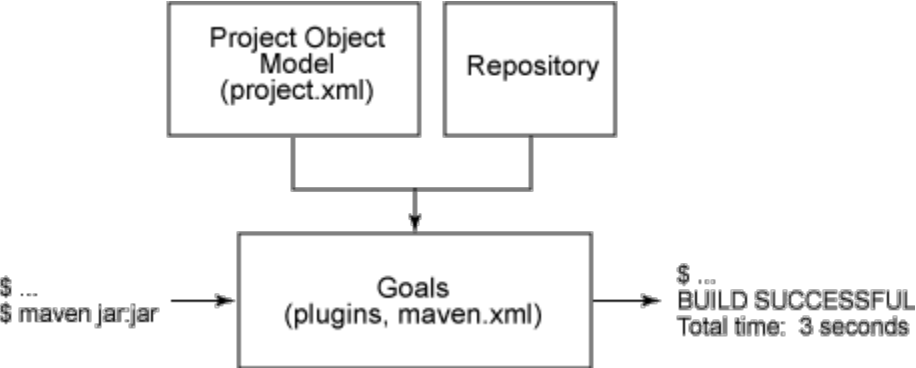 Project Object
Model
(project.xml)
Repository
$ ...
$ maven jar:jar
Goals
(plugins, maven.xml)
$ ...
BUILD SUCCESSFUL
Total time: 3 seconds